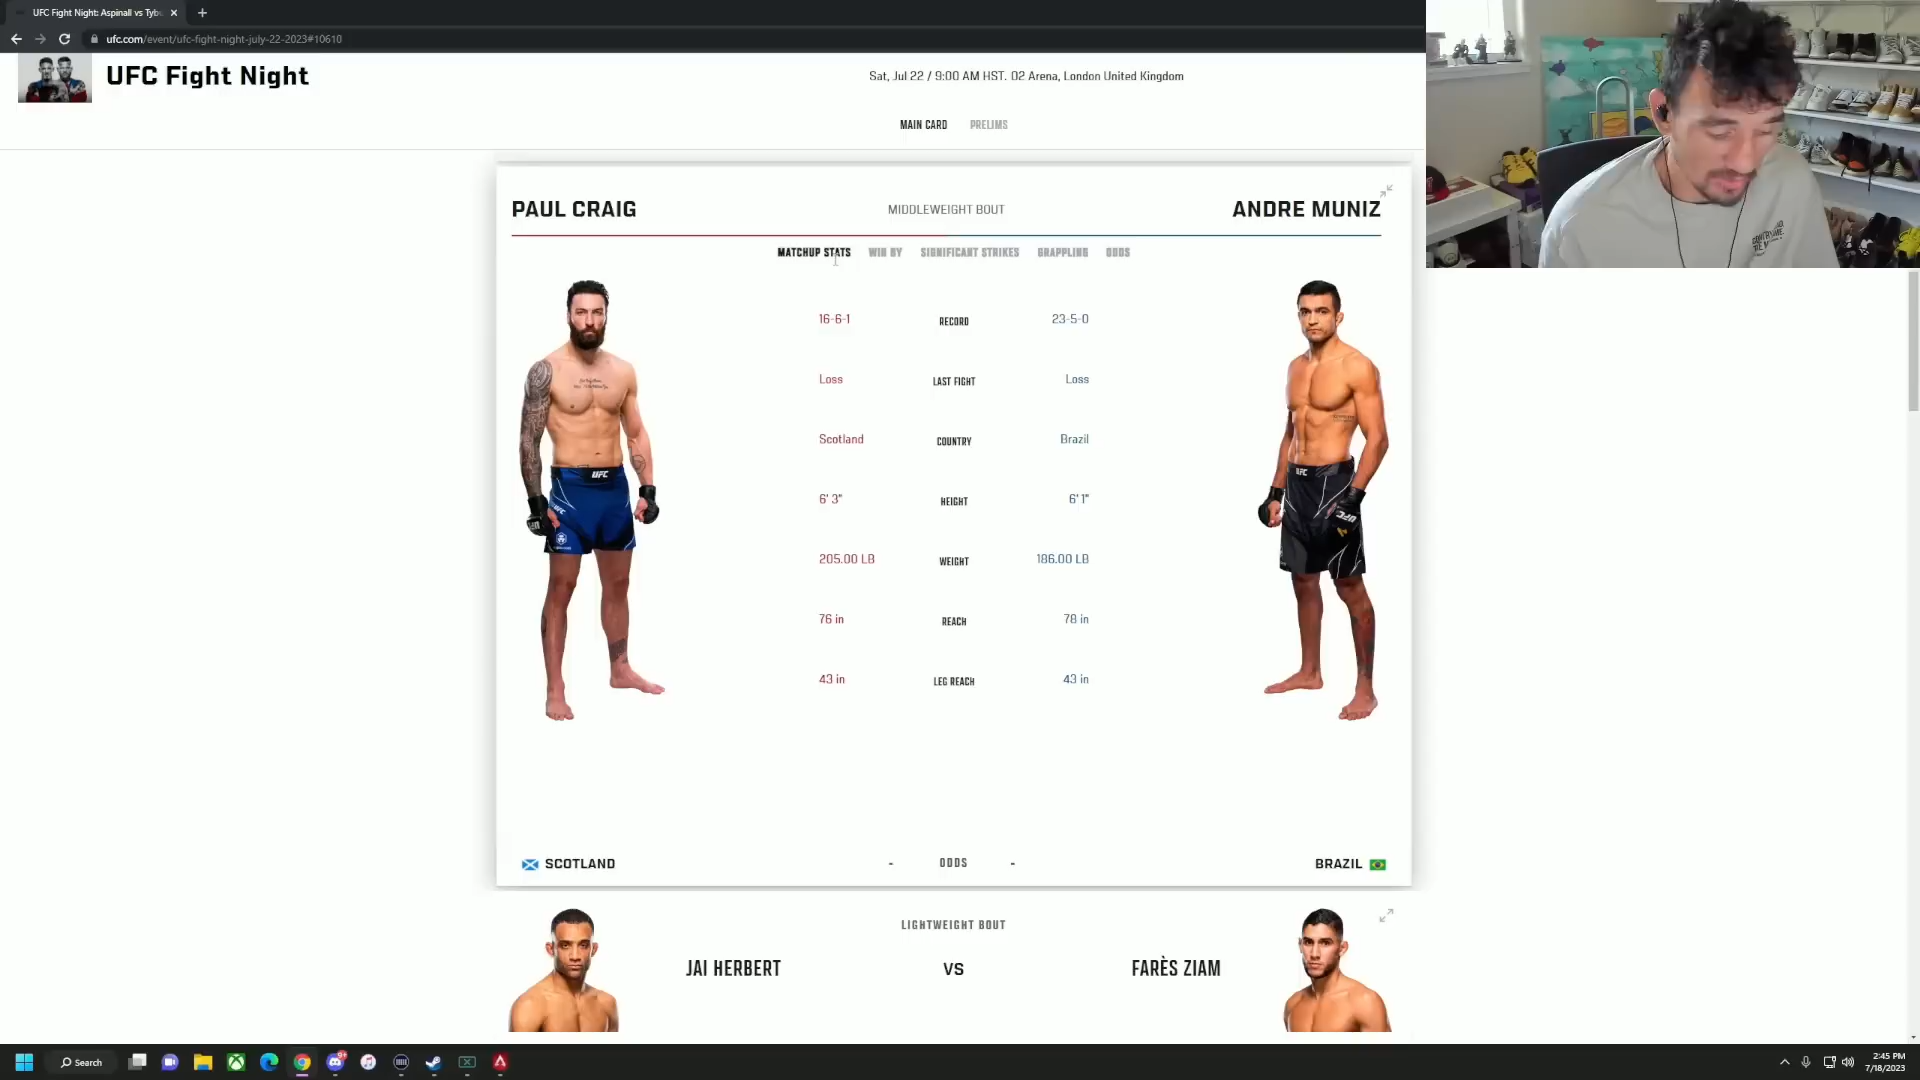 UFC Fight Night: Aspinall vs Tyb
ufc.com/event/ufc-fight-night-july-22-2023#10610
UFC Fight Night
Sat, Jul 22 / 9:00 AM HST. O2 Arena, London United Kingdom
MAIN CARD PRELIMS
PAUL CRAIG MIDDLEWEIGHT BOUT ANDRE MUNIZ
MATCHUP STATS WIN BY SIGNIFICANT STRIKES GRAPPLING ODDS
16-6-1 RECORD 23-5-0
Loss LAST FIGHT Loss
Scotland COUNTRY Brazil
6' 3" HEIGHT 6' 1"
205.00 LB WEIGHT 186.00 LB
76 in REACH 78 in
43 in LEG REACH 43 in
UFC
UFC
UFC
UFC
SCOTLAND - ODDS - BRAZIL
LIGHTWEIGHT BOUT
JAI HERBERT VS FARÈS ZIAM
Search
2:45 PM
7/18/2023